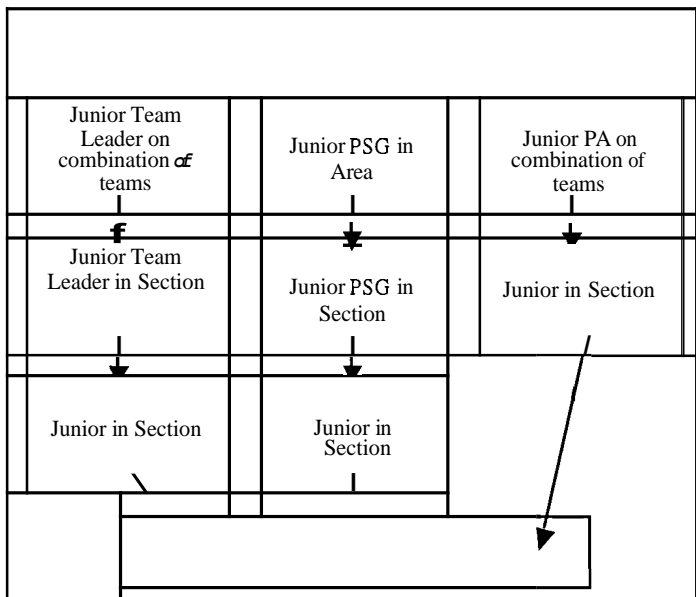 Junior Team
Leader on
combination of
teams
Junior PSG in
Area
Junior PA on
combination of
teams
Junior Team
Leader in Section
Junior PSG in
Section
Junior in Section
Junior in Section
Junior in
Section